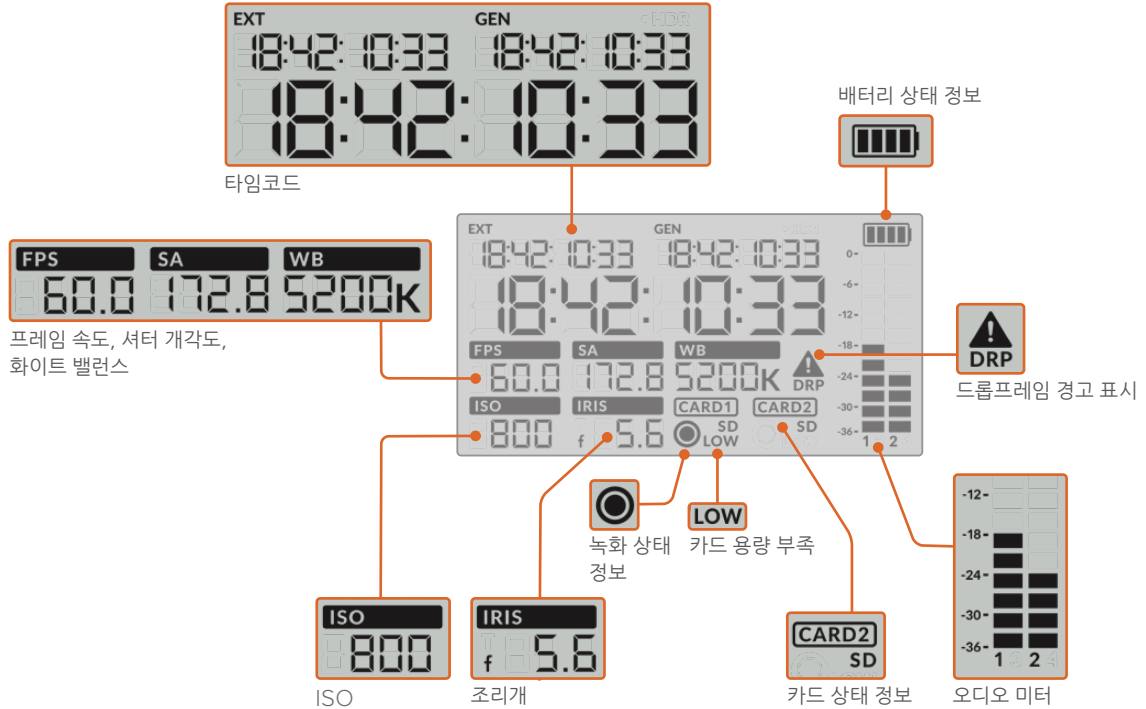 EXT GEN HDR
18:42:10:33 18:42:10:33
18:42:10:33
타임코드
배터리 상태 정보
FPS SA WB
60.0 172.8 5200K
프레임 속도, 셔터 개각도,
화이트 밸런스
EXT GEN
18:42:10:33 18:42:10:33
18:42:10:33
FPS SA WB
60.0 172.8 5200K
DRP
ISO IRIS CARD1 CARD2
800 f 5.6 SD LOW SD
0-
-6-
-12-
-18-
-24-
-30-
-36-
1 2
DRP
드롭프레임 경고 표시
녹화 상태
정보
LOW
카드 용량 부족
ISO
800
ISO
IRIS
f 5.6
조리개
CARD2
SD
카드 상태 정보
-12-
-18-
-24-
-30-
-36-
1 2
오디오 미터